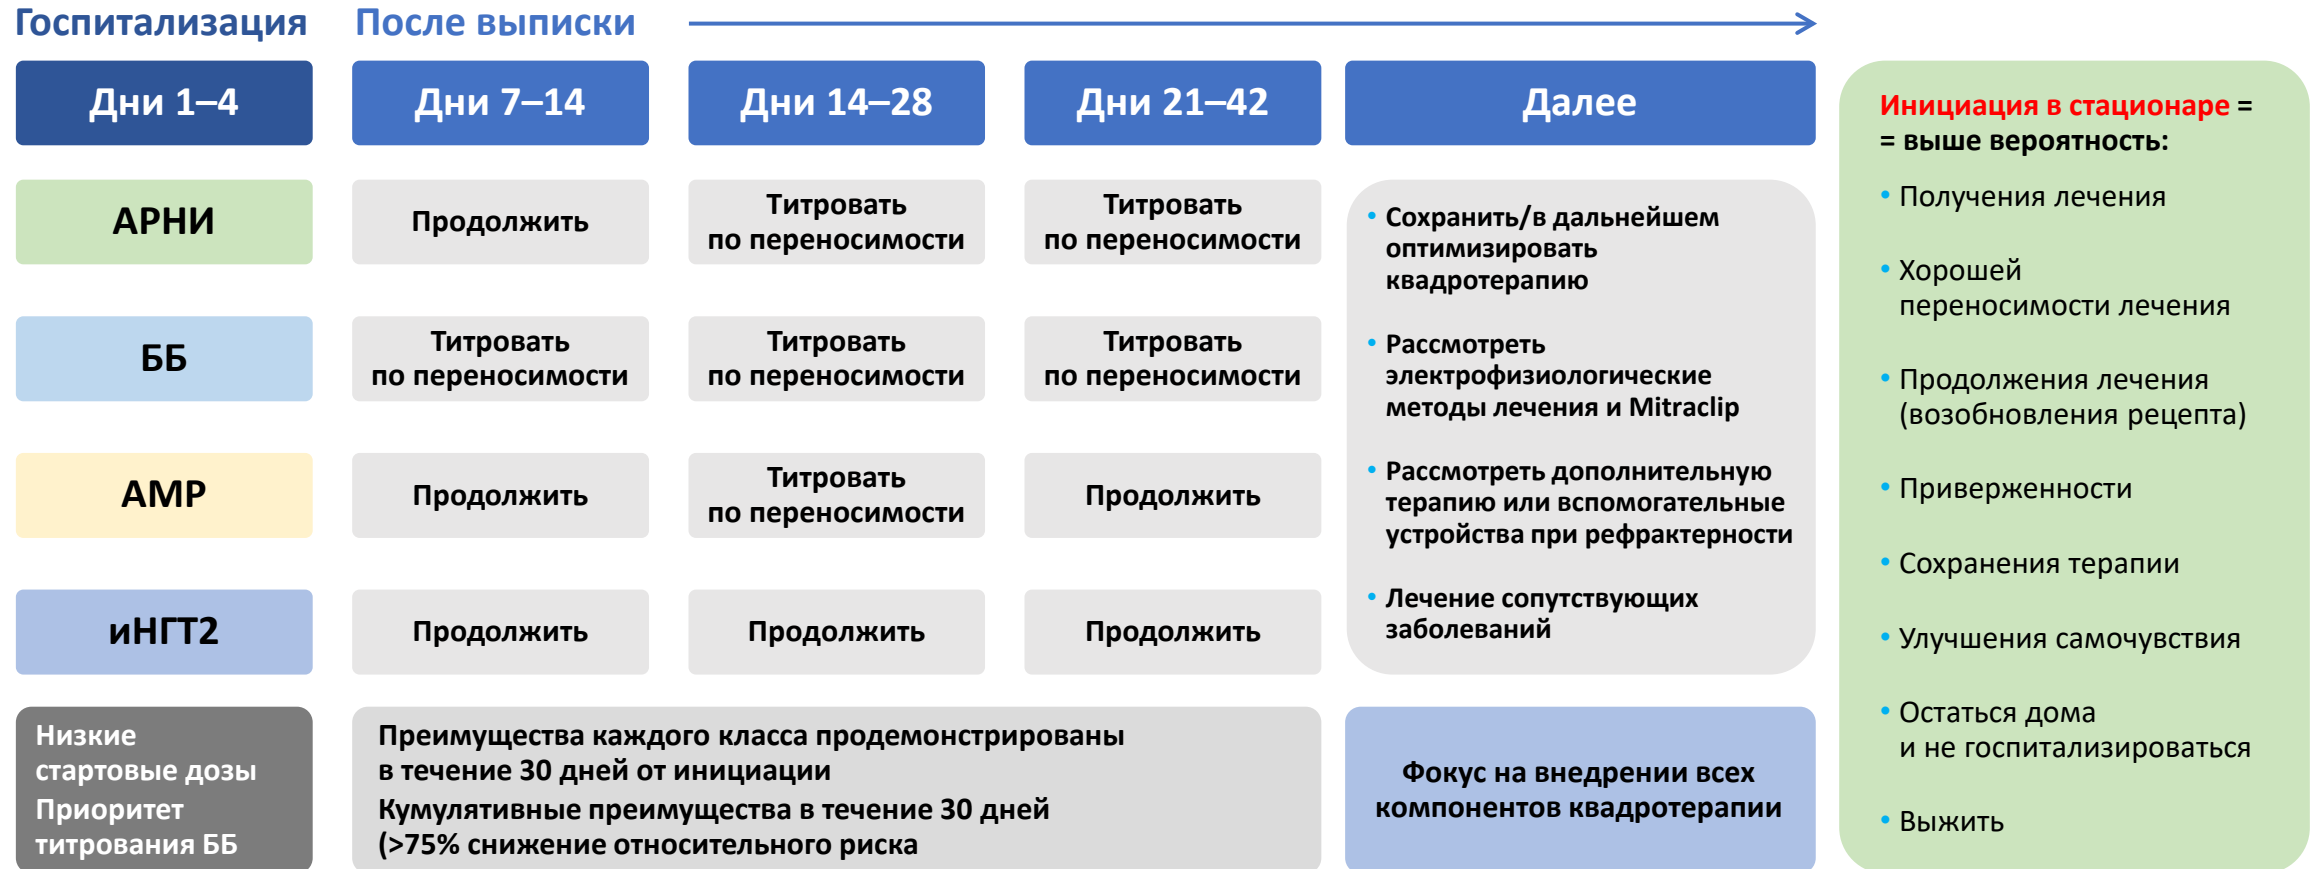 Госпитализация
После выписки
Дни 1–4
Дни 7–14
Дни 14–28
Дни 21–42
Далее
АРНИ
Продолжить
Титровать
по переносимости
Титровать
по переносимости
ББ
Титровать
по переносимости
Титровать
по переносимости
Титровать
по переносимости
АМР
Продолжить
Титровать
по переносимости
Продолжить
иНГТ2
Продолжить
Продолжить
Продолжить
• Сохранить/в дальнейшем
оптимизировать
квадротерапию
• Рассмотреть
электрофизиологические
методы лечения и Mitraclip
• Рассмотреть дополнительную
терапию или вспомогательные
устройства при рефрактерности
• Лечение сопутствующих
заболеваний
Низкие
стартовые дозы
Приоритет
титрования ББ
Преимущества каждого класса продемонстрированы
в течение 30 дней от инициации
Кумулятивные преимущества в течение 30 дней
(>75% снижение относительного риска
Фокус на внедрении всех
компонентов квадротерапии
Инициация в стационаре =
= выше вероятность:
• Получения лечения
• Хорошей
переносимости лечения
• Продолжения лечения
(возобновления рецепта)
• Приверженности
• Сохранения терапии
• Улучшения самочувствия
• Остаться дома
и не госпитализироваться
• Выжить